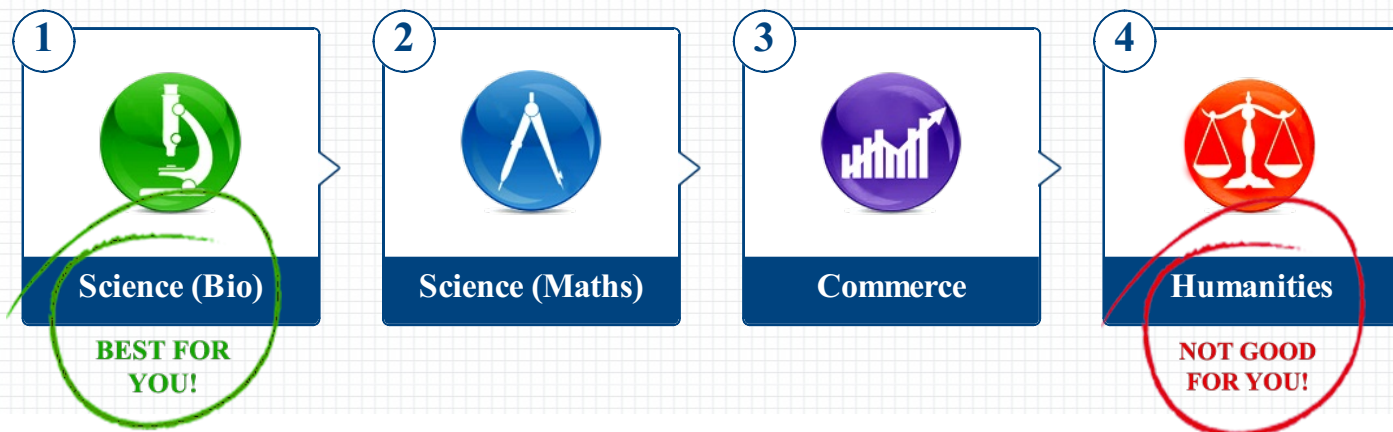 1
2
3
4
Science (Bio)
Science (Maths)
Commerce
Humanities
BEST FOR
YOU!
NOT GOOD
FOR YOU!